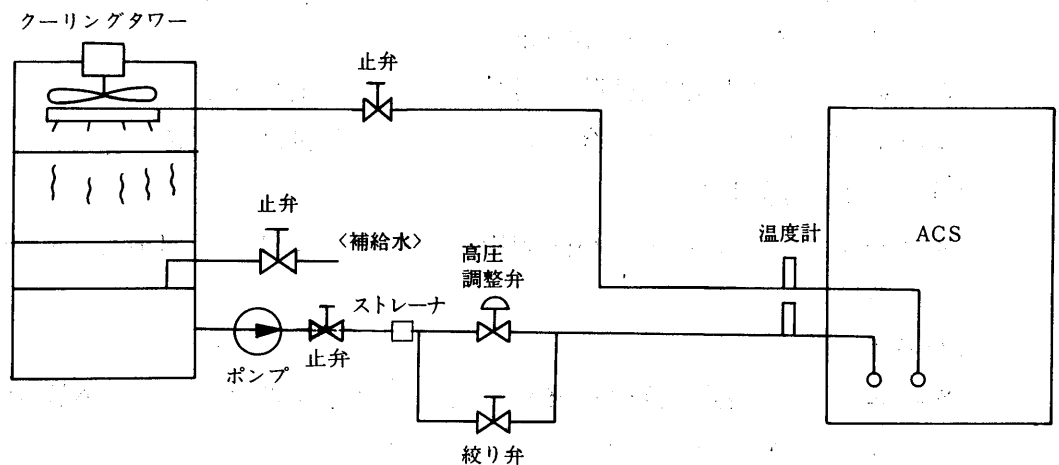 クーリングタワー
止弁
止弁
〈補給水〉
温度計
ACS
高圧
調整弁
ストレーナ
ポンプ
止弁
絞り弁